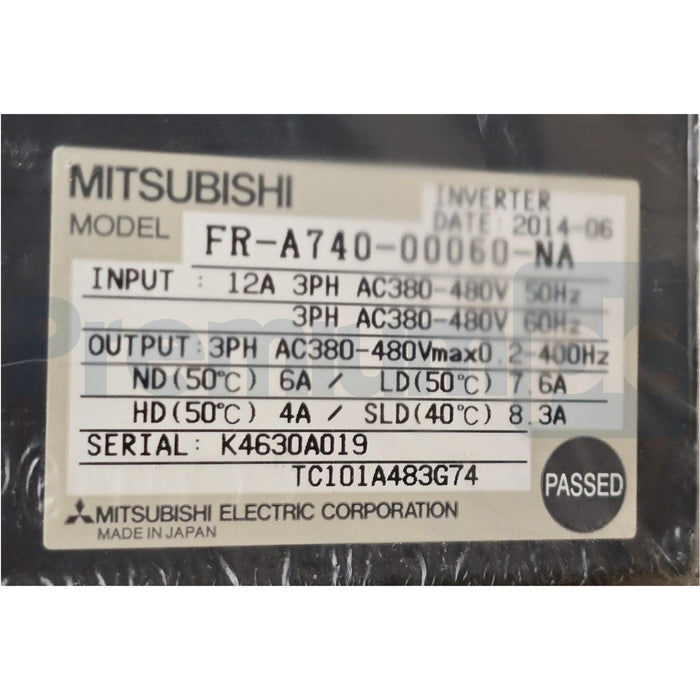 MITSUBISHI
INVERTER
DATE: 2014-06
MODEL FR-A740-00060-NA
INPUT : 12A 3PH AC380-480V 50Hz
3PH AC380-480V 60Hz
OUTPUT:3PH AC380-480Vmax0.2-400Hz
ND(50℃) 6A / LD(50℃) 7.6A
HD(50℃) 4A / SLD(40℃) 8.3A
SERIAL: K4630A019
TC101A483G74
PASSED
MITSUBISHI ELECTRIC CORPORATION
MADE IN JAPAN